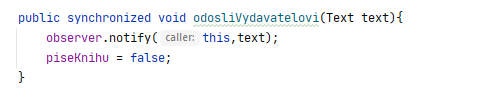 public synchronized void odosliVydavatelovi(Text text){
observer.notify( caller: this,text);
piseKnihu = false;
}